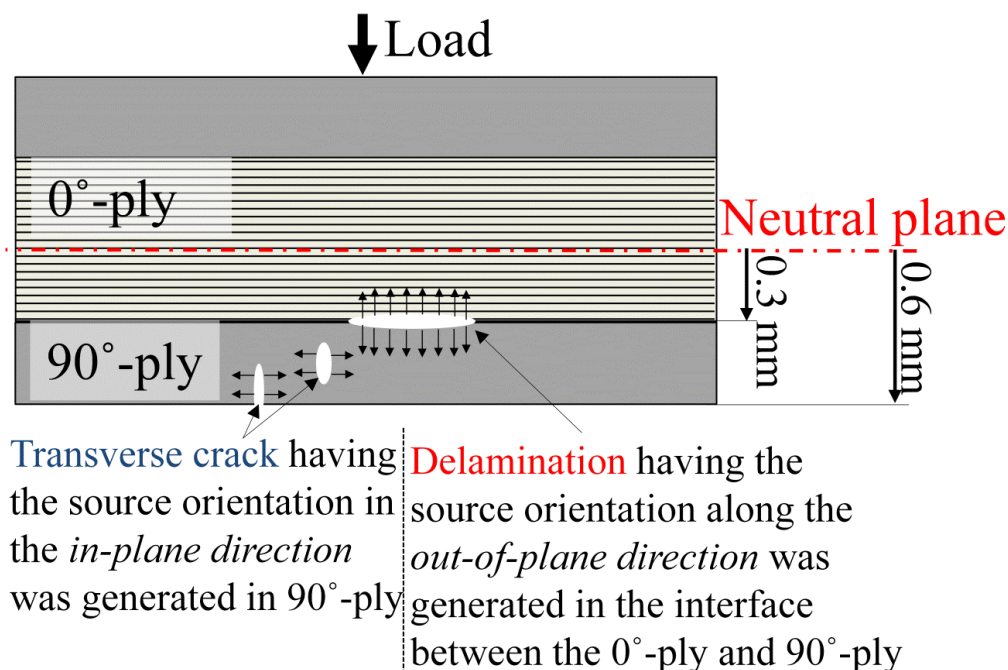 Load
0°-ply
Neutral plane
0.3 mm
0.6 mm
90°-ply
Transverse crack having
the source orientation in
the in-plane direction
was generated in 90°-ply
Delamination having the
source orientation along the
out-of-plane direction was
generated in the interface
between the 0°-ply and 90°-ply